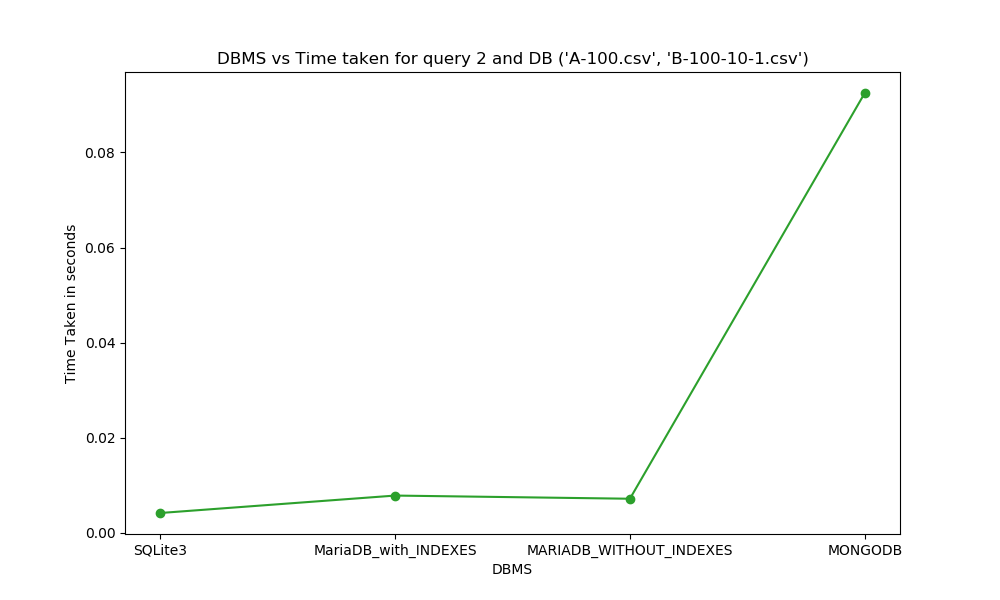 DBMS vs Time taken for query 2 and DB ('A-100.csv', 'B-100-10-1.csv')
Time Taken in seconds
0.08
0.06
0.04
0.02
0.00
SQLite3 MariaDB_with_INDEXES MARIADB_WITHOUT_INDEXES MONGODB
DBMS